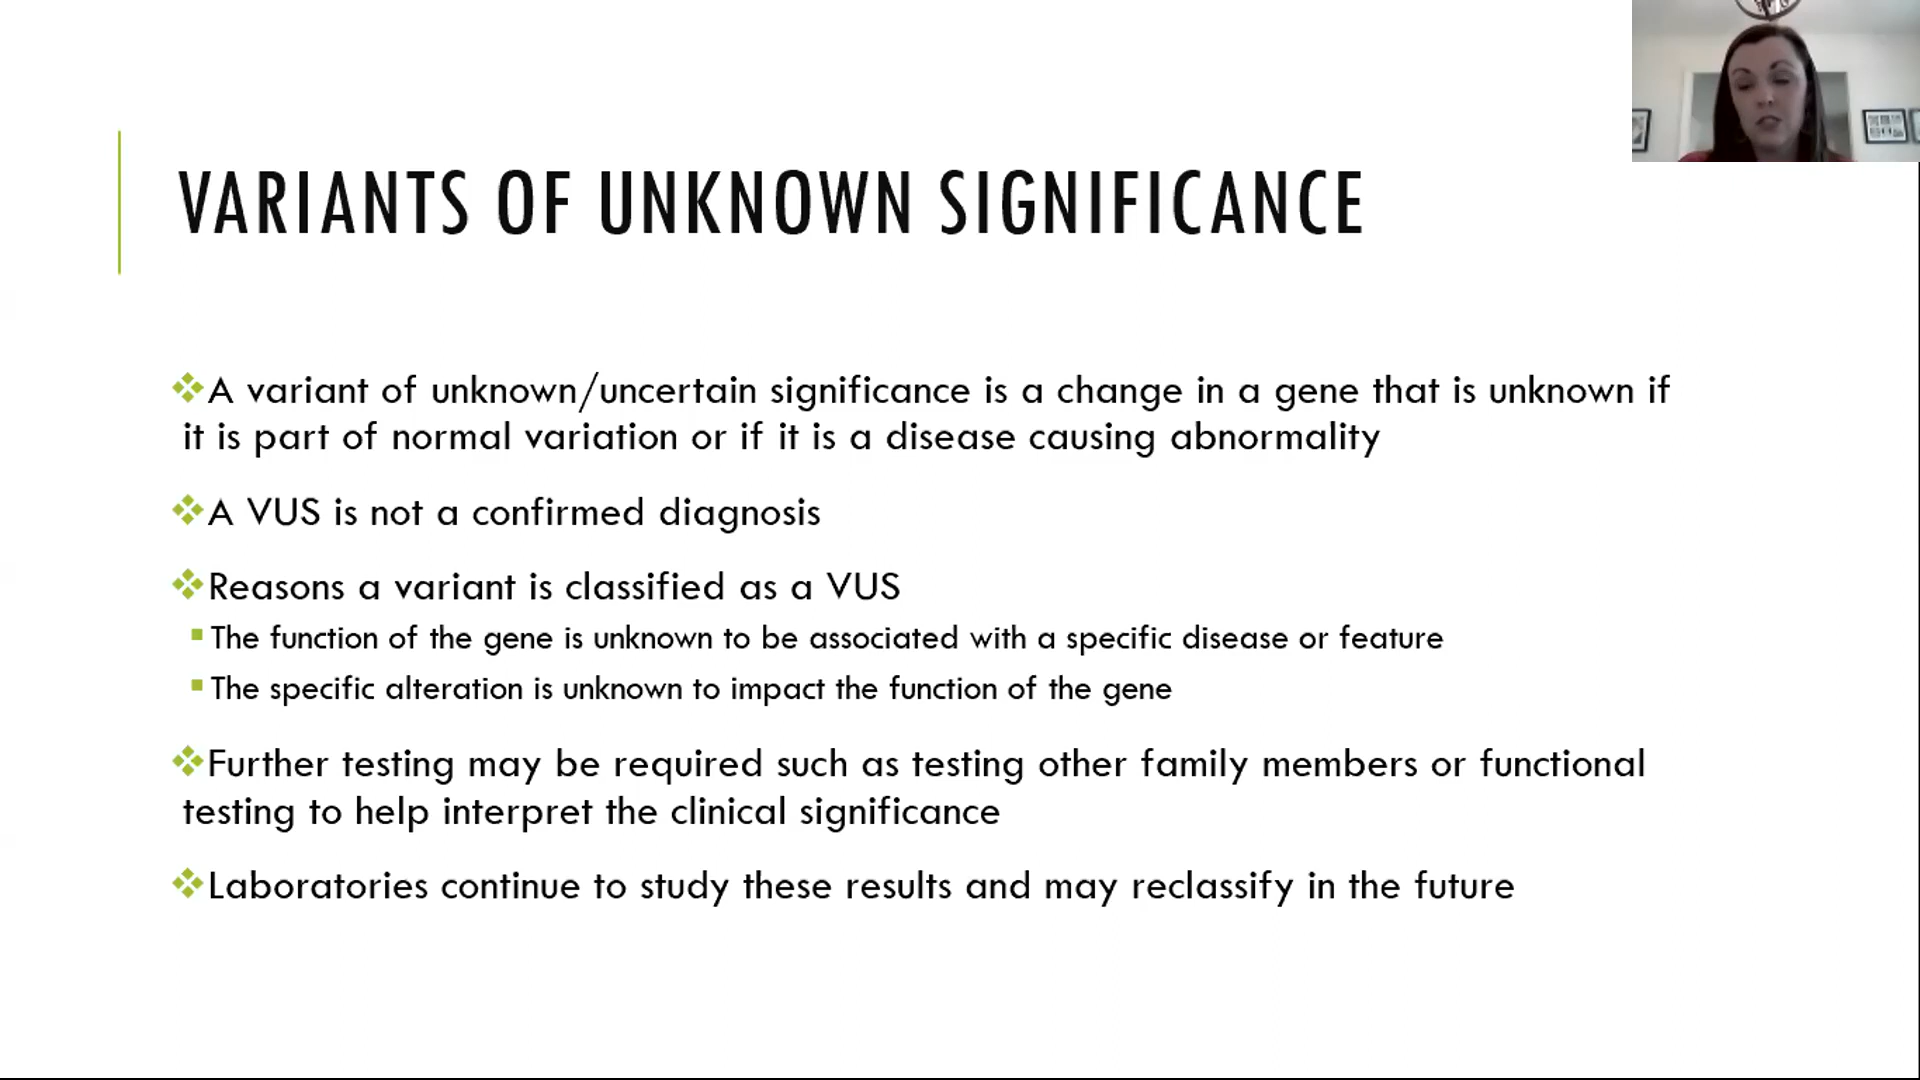 VARIANTS OF UNKNOWN SIGNIFICANCE
A variant of unknown/uncertain significance is a change in a gene that is unknown if
it is part of normal variation or if it is a disease causing abnormality
A VUS is not a confirmed diagnosis
Reasons a variant is classified as a VUS
The function of the gene is unknown to be associated with a specific disease or feature
The specific alteration is unknown to impact the function of the gene
Further testing may be required such as testing other family members or functional
testing to help interpret the clinical significance
Laboratories continue to study these results and may reclassify in the future